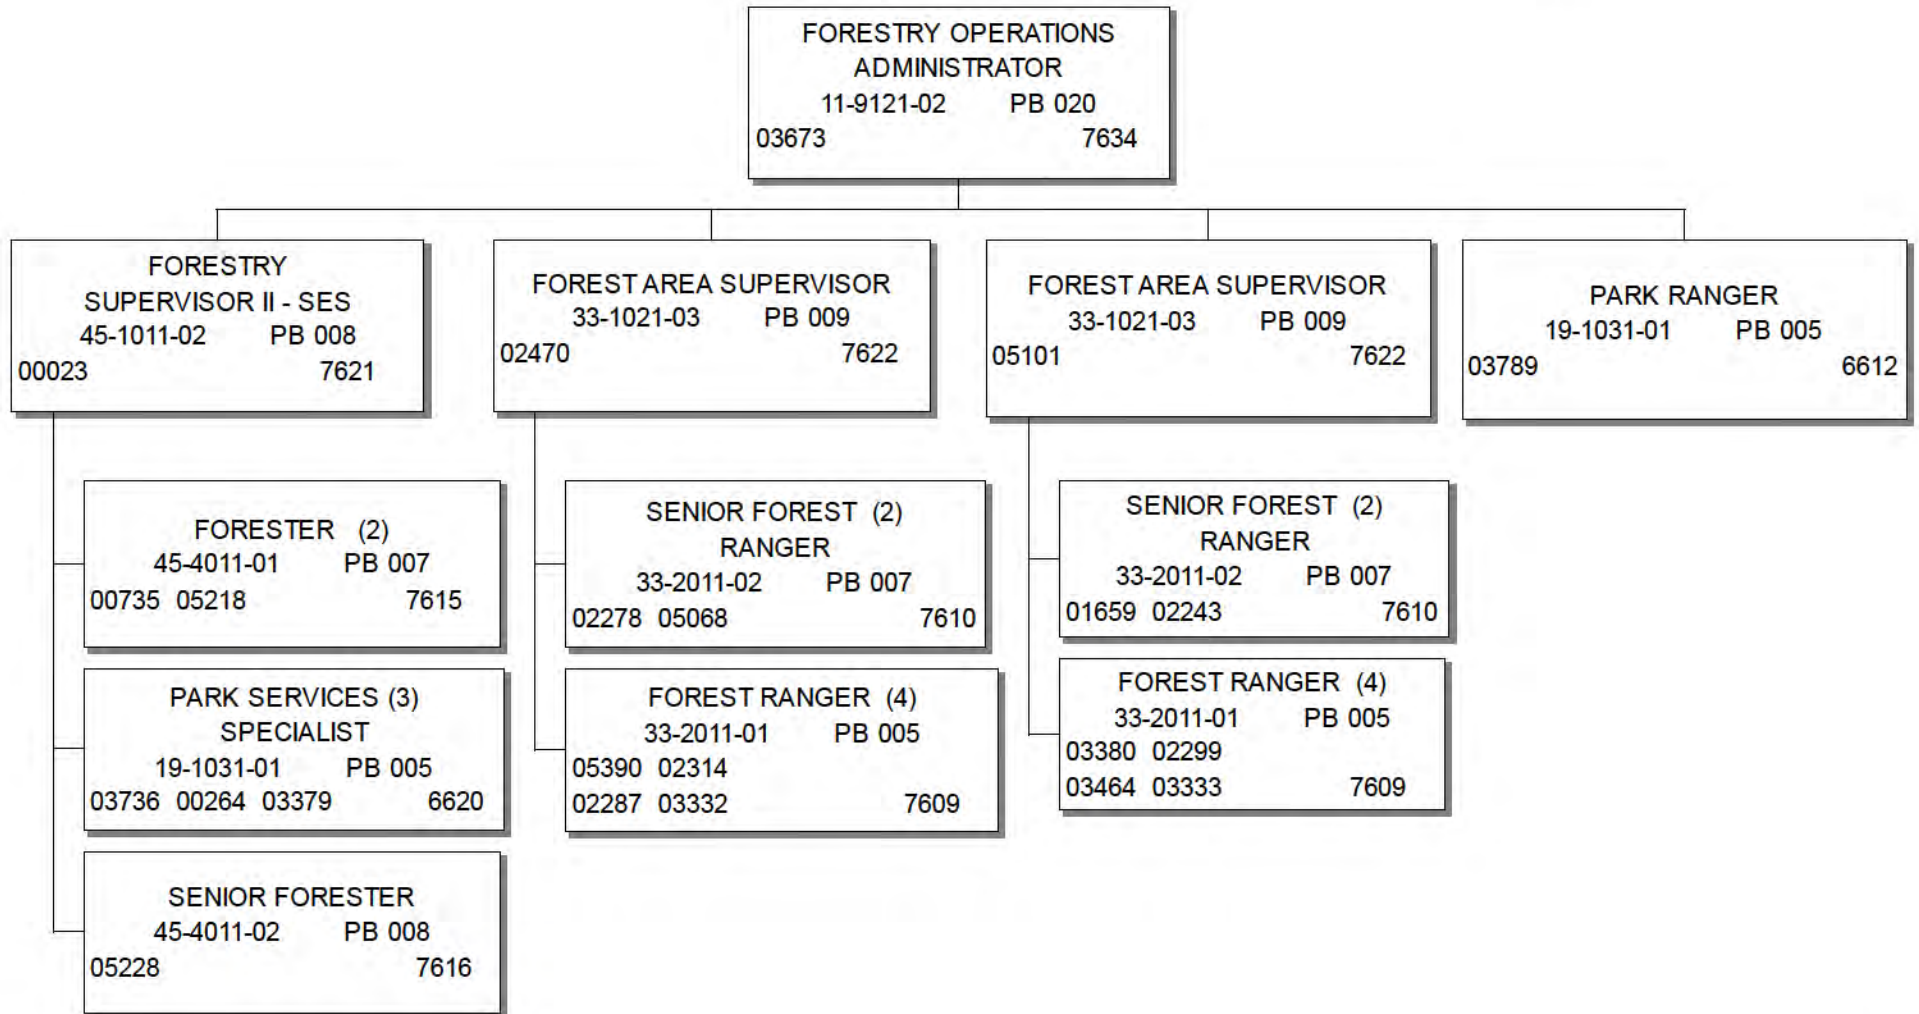 FORESTRY OPERATIONS
ADMINISTRATOR
11-9121-02 PB 020
03673 7634
FORESTRY
SUPERVISOR II - SES
45-1011-02 PB 008
00023 7621
FOREST AREA SUPERVISOR
33-1021-03 PB 009
02470 7622
FOREST AREA SUPERVISOR
33-1021-03 PB 009
05101 7622
PARK RANGER
19-1031-01 PB 005
03789 6612
FORESTER (2)
45-4011-01 PB 007
00735 05218 7615
PARK SERVICES (3)
SPECIALIST
19-1031-01 PB 005
03736 00264 03379 6620
SENIOR FORESTER
45-4011-02 PB 008
05228 7616
SENIOR FOREST (2)
RANGER
33-2011-02 PB 007
02278 05068 7610
FOREST RANGER (4)
33-2011-01 PB 005
05390 02314
02287 03332 7609
SENIOR FOREST (2)
RANGER
33-2011-02 PB 007
01659 02243 7610
FOREST RANGER (4)
33-2011-01 PB 005
03380 02299
03464 03333 7609